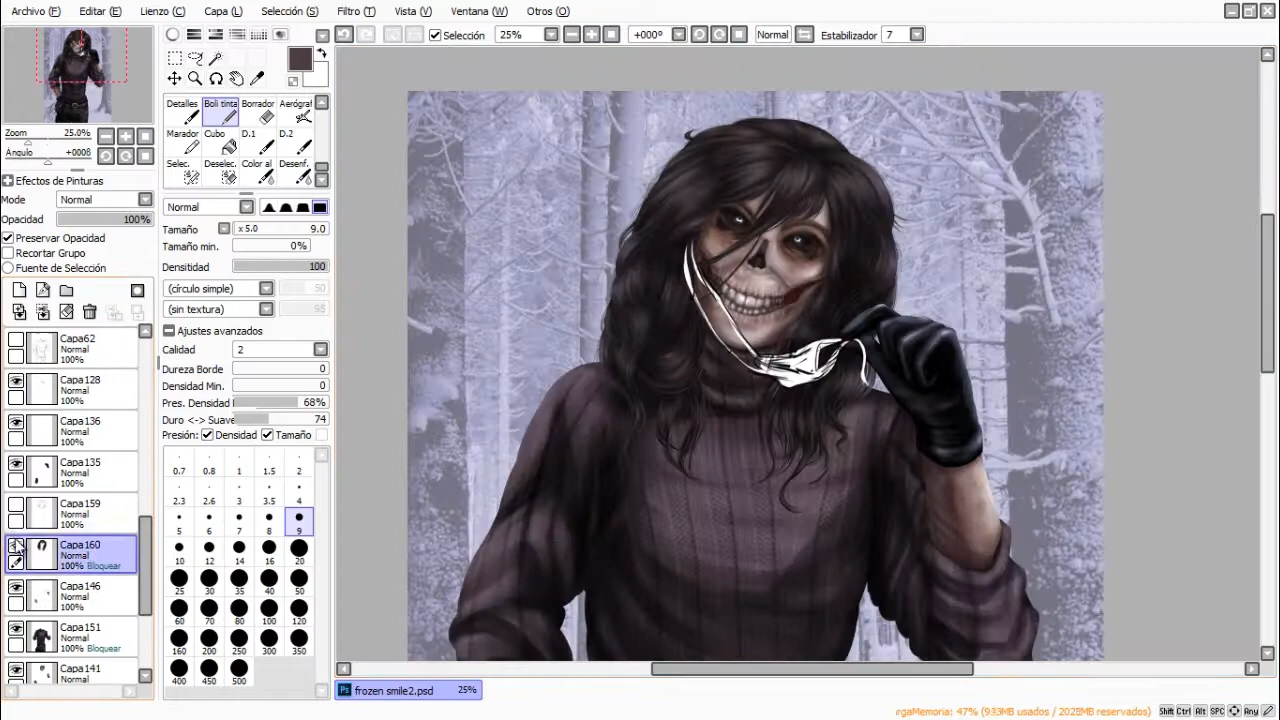 Archivo (F) Editar (E) Lienzo (C) Capa (L) Selección (S) Filtro (T) Vista (V) Ventana (W) Otros (O)
Selección 25% +000º Normal Estabilizador 7
Zoom 25.0%
Angulo +0008
Efectos de Pinturas
Mode Normal
Opacidad 100%
Preservar Opacidad
Recortar Grupo
Fuente de Selección
Capa62
Normal
100%
Capa128
Normal
100%
Capa136
Normal
100%
Capa135
Normal
100%
Capa159
Normal
100%
Capa160
Normal
100% Bloquear
Capa146
Normal
100%
Capa151
Normal
100% Bloquear
Capa141
Normal
Detalles Boli tinta Borrador Aerógraf
Marador Cubo D.1 D.2
Selec. Deselec. Color al Desenf.
Normal
Tamaño x 5.0 9.0
Tamaño min. 0%
Densitidad 100
(círculo simple) 50
(sin textura) 95
Ajustes avanzados
Calidad 2
Dureza Borde 0
Densidad Min. 0
Pres. Densidad 68%
Duro <-> Suave 74
Presión: Densidad Tamaño
0.7 0.8 1 1.5 2
2.3 2.6 3 3.5 4
5 6 7 8 9
10 12 14 16 20
25 30 35 40 50
60 70 80 100 120
160 200 250 300 350
400 450 500
Ps frozen smile2.psd 25%
rgaMemoria: 47% (933MB usados / 2028MB reservados) Shift Ctrl Alt SPC Any